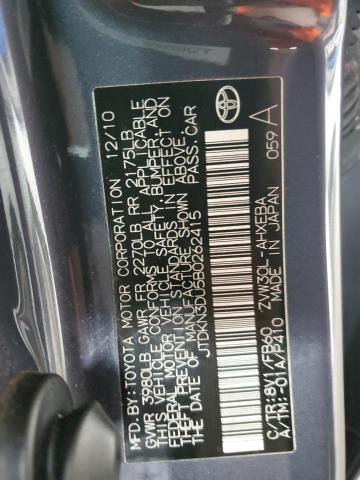 MFD.BY: TOYOTA MOTOR CORPORATION 12/10
GVWR 3980LB GAWR FR 2270LB RR 2175LB
THIS VEHICLE CONFORMS TO ALL APPLICABLE
FEDERAL MOTOR VEHICLE SAFETY, BUMPER, AND
THEFT PREVENTION STANDARDS IN EFFECT ON
THE DATE OF MANUFACTURE SHOWN ABOVE.
JTDKN3DU5B0262415 PASS. CAR
C/TR: 8V1/FB60 ZVW30L-AHXEBA
A/TM: -01A/P410 MADE IN JAPAN 059 A
TOYOTA